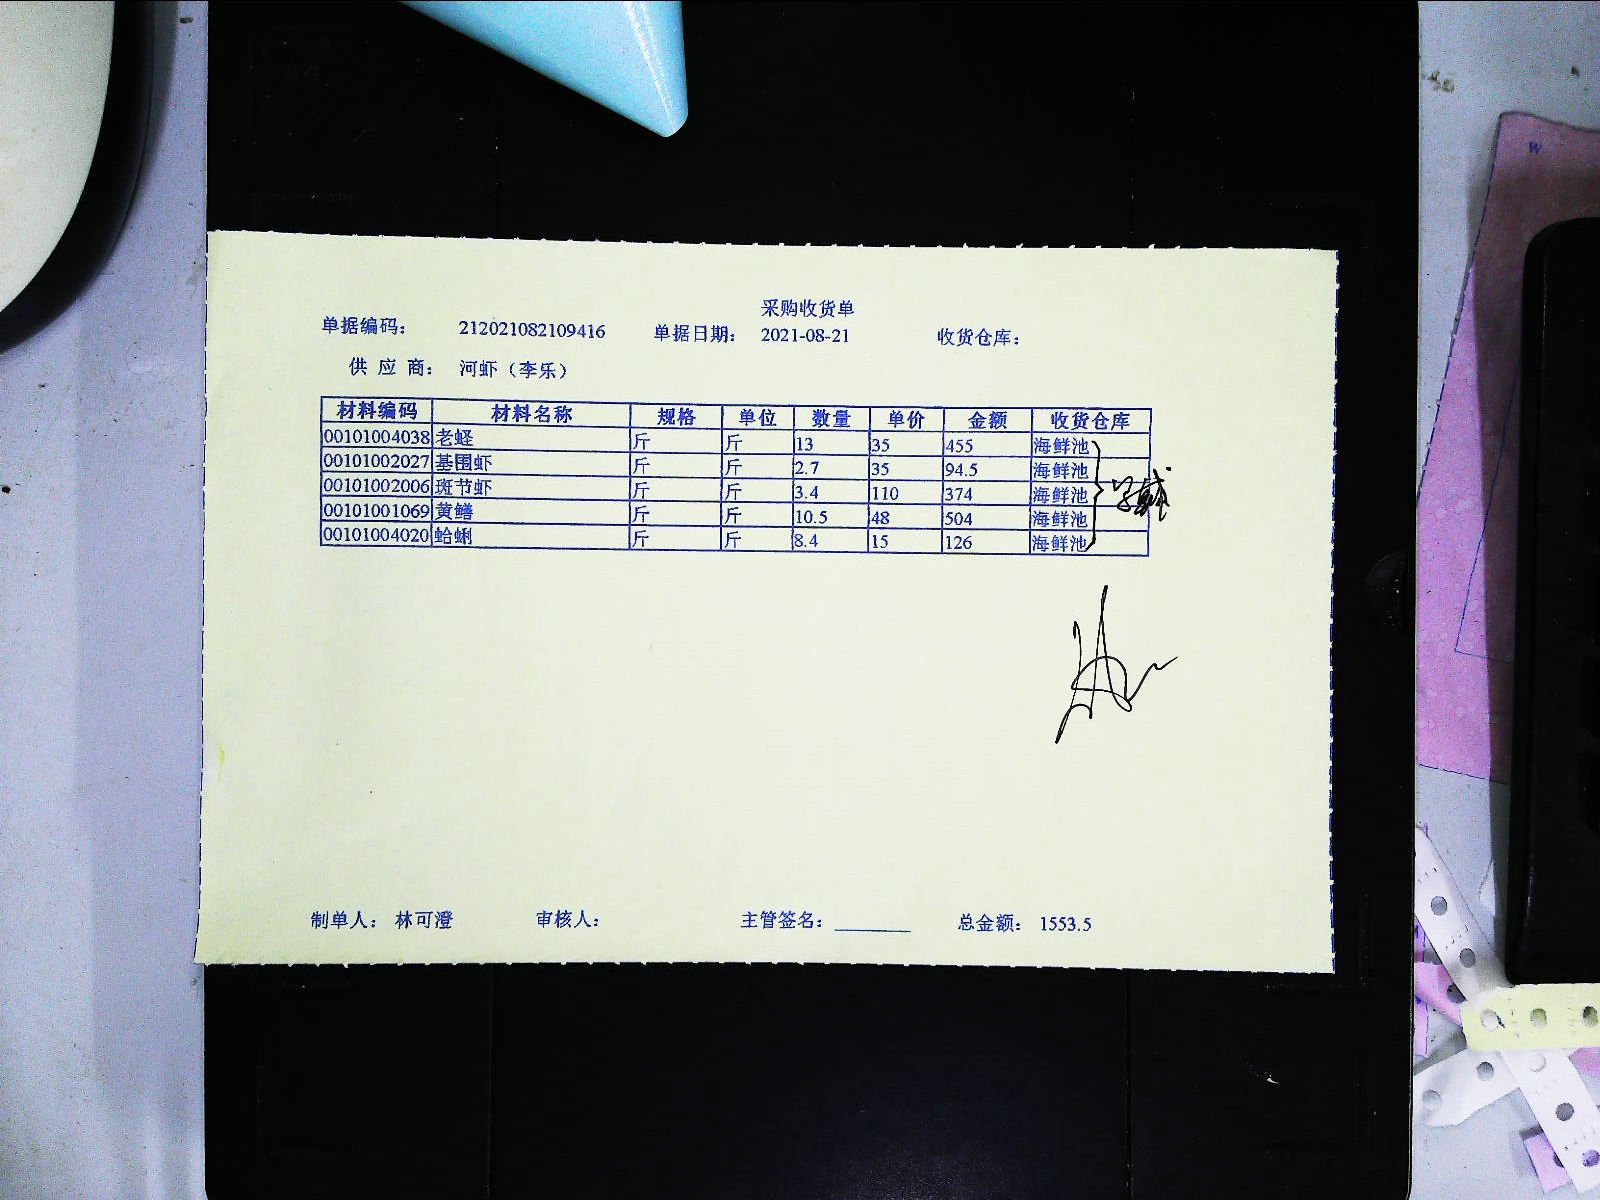 采购收货单
单据编码： 212021082109416 单据日期： 2021-08-21 收货仓库：
供 应 商： 河虾（李乐）
材料编码 材料名称 规格 单位 数量 单价 金额 收货仓库
00101004038 老蛏 斤 斤 13 35 455 海鲜池
00101002027 基围虾 斤 斤 2.7 35 94.5 海鲜池
00101002006 斑节虾 斤 斤 3.4 110 374 海鲜池
00101001069 黄鳝 斤 斤 10.5 48 504 海鲜池
00101004020 蛤蜊 斤 斤 8.4 15 126 海鲜池
制单人： 林可澄 审核人： 主管签名： 总金额： 1553.5